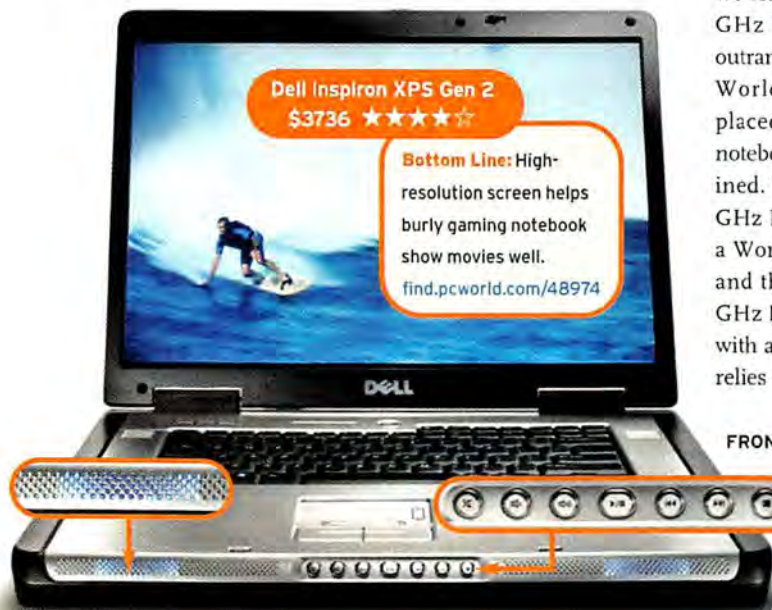 Dell Inspiron XPS Gen 2
$3736 ★★★★☆
Bottom Line: High-
resolution screen helps
burly gaming notebook
show movies well.
find.pcworld.com/48974
DELL
GHz
outran
World
placed
notebo
ined.
GHz
a Wor
and th
GHz
with a
relies
FRON